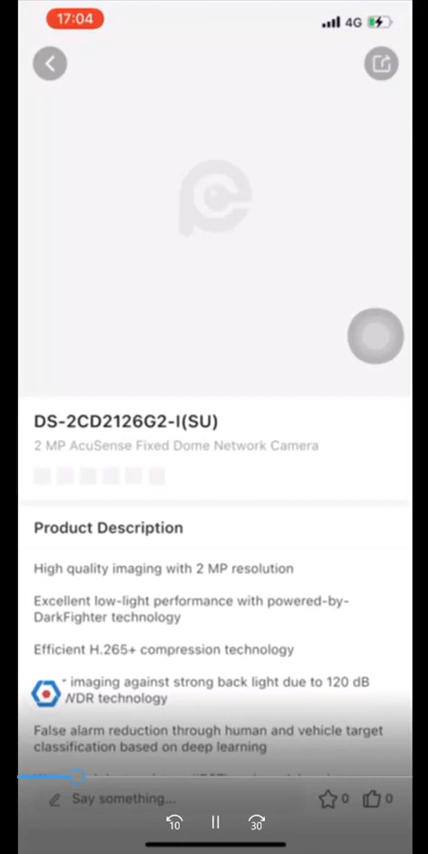 17:04
4G
DS-2CD2126G2-I(SU)
2 MP AcuSense Fixed Dome Network Camera
Product Description
High quality imaging with 2 MP resolution
Excellent low-light performance with powered-by-
DarkFighter technology
Efficient H.265+ compression technology
imaging against strong back light due to 120 dB
WDR technology
False alarm reduction through human and vehicle target
classification based on deep learning
Say something...
0
0
10
30